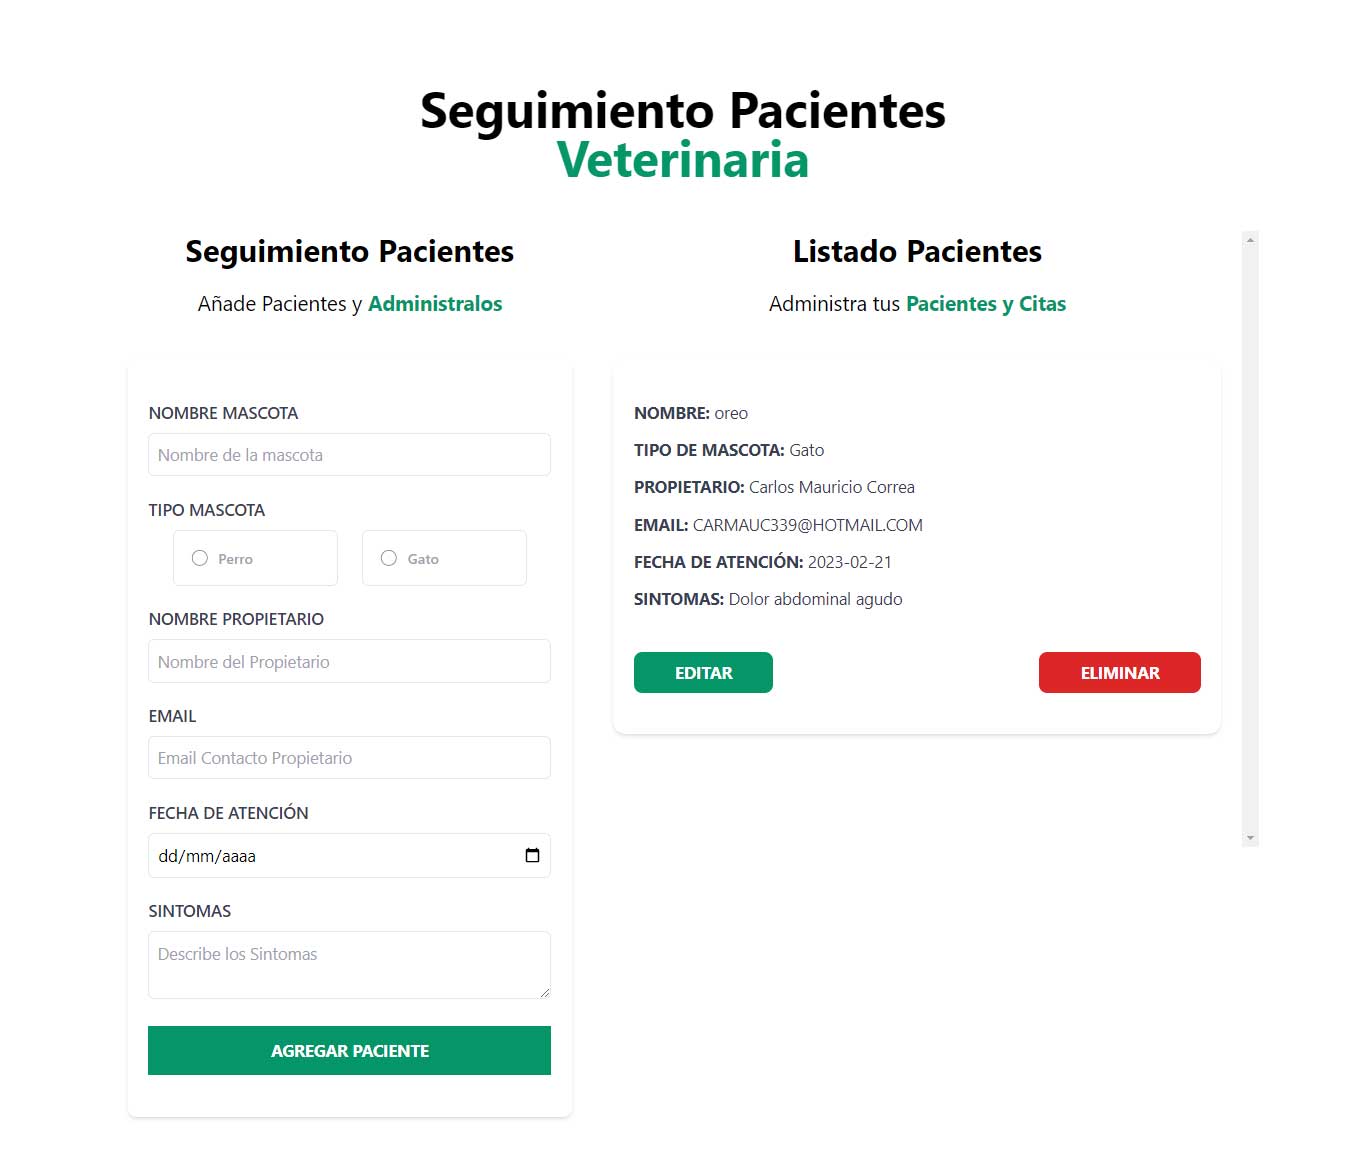 Seguimiento Pacientes
Veterinaria
Seguimiento Pacientes
Añade Pacientes y Administralos
NOMBRE MASCOTA
Nombre de la mascota
TIPO MASCOTA
Perro
Gato
NOMBRE PROPIETARIO
Nombre del Propietario
EMAIL
Email Contacto Propietario
FECHA DE ATENCIÓN
dd/mm/aaaa
SINTOMAS
Describe los Sintomas
AGREGAR PACIENTE
Listado Pacientes
Administra tus Pacientes y Citas
NOMBRE: oreo
TIPO DE MASCOTA: Gato
PROPIETARIO: Carlos Mauricio Correa
EMAIL: CARMAUC339@HOTMAIL.COM
FECHA DE ATENCIÓN: 2023-02-21
SINTOMAS: Dolor abdominal agudo
EDITAR
ELIMINAR